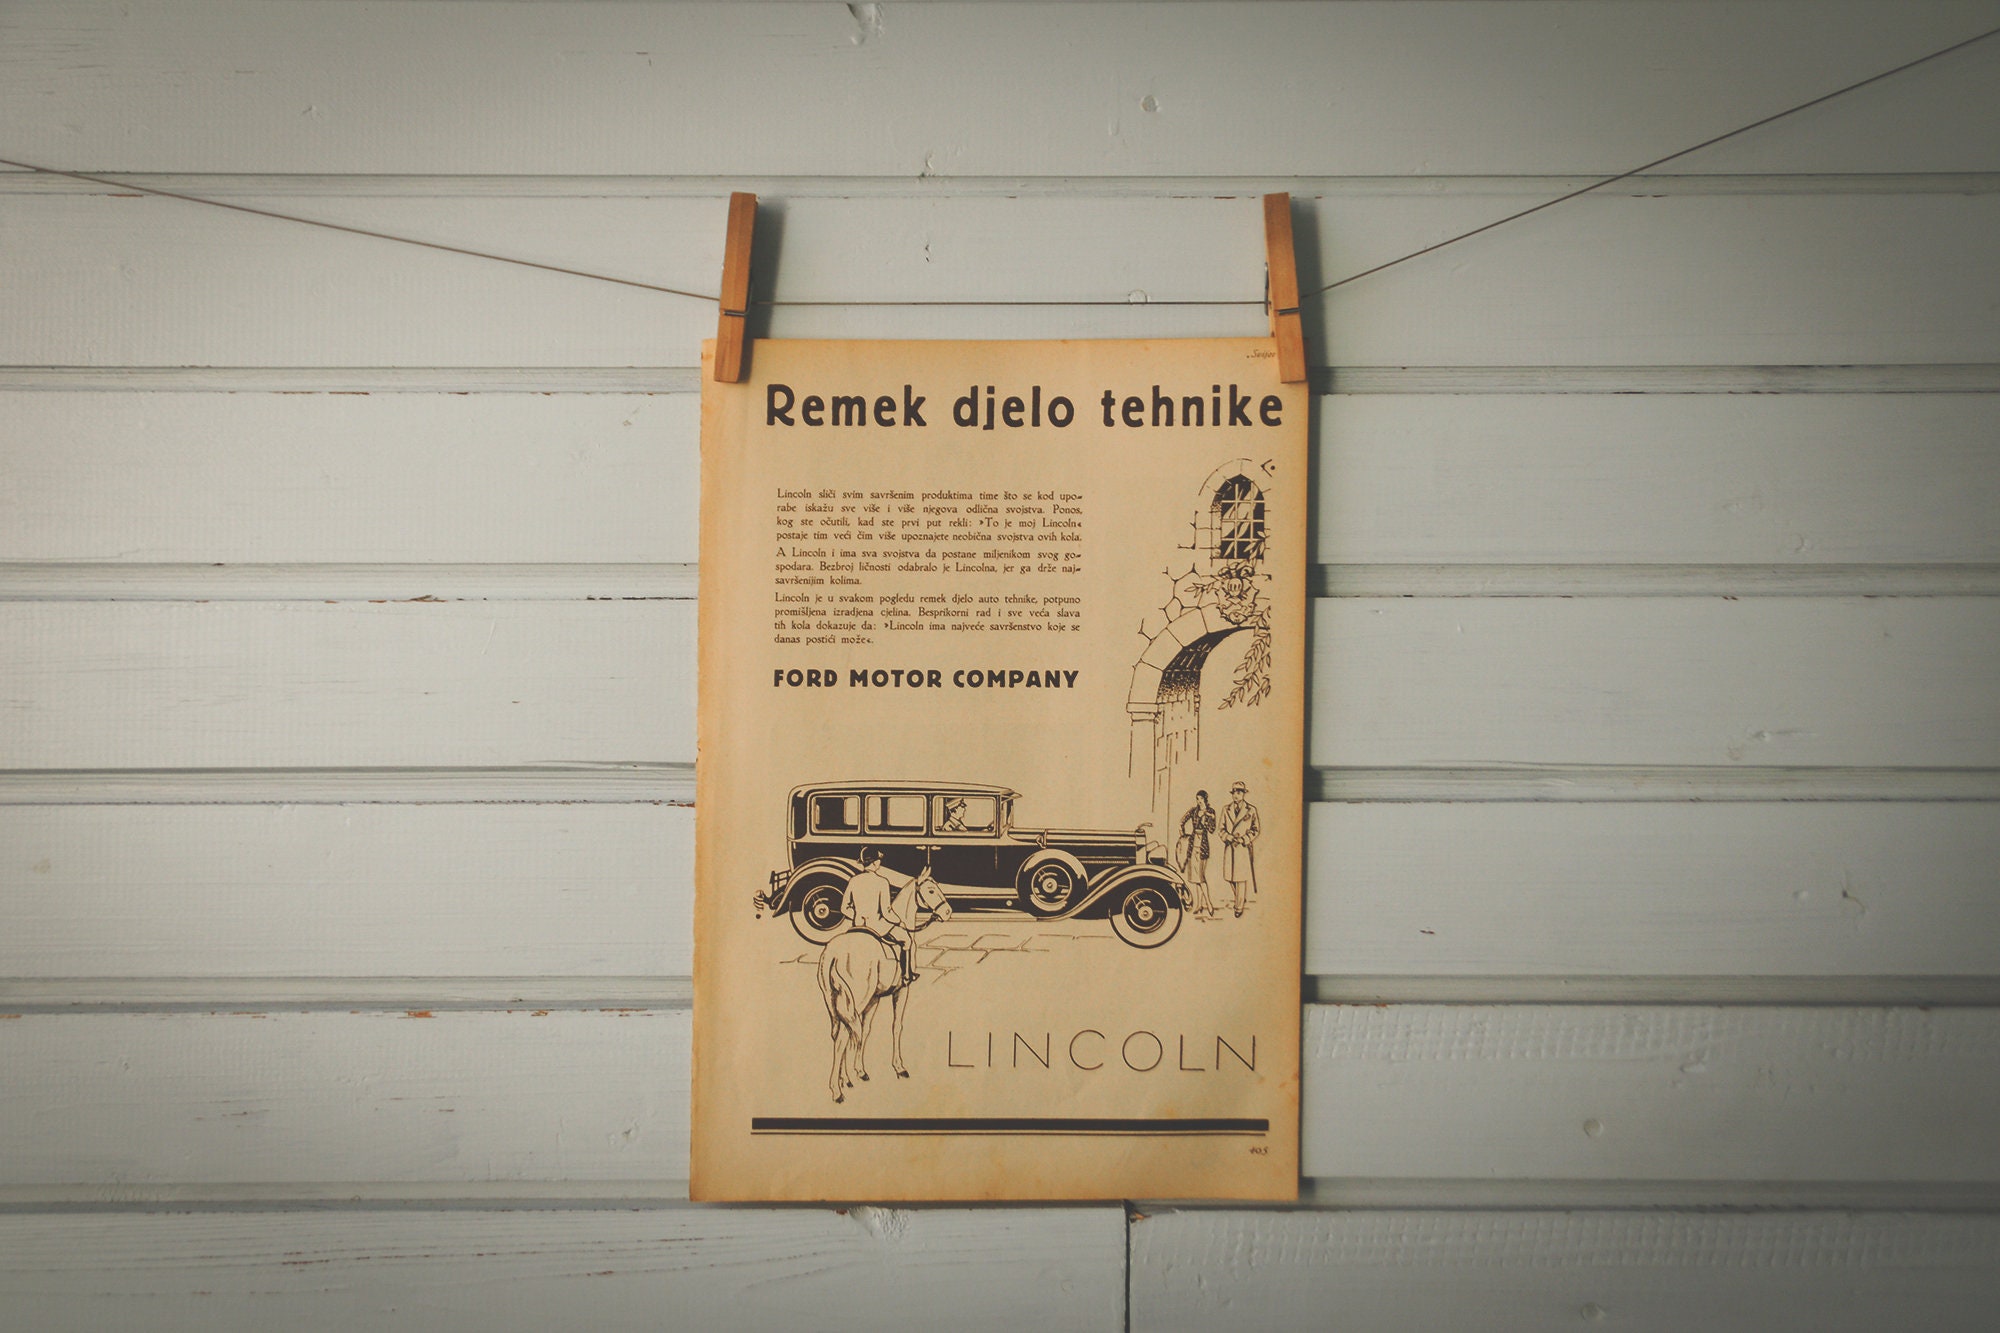 Remek djelo tehnike
Lincoln sliči svim savršenim produktima time što se kod upo-
rabe iskažu sve više i više njegova odlična svojstva. Ponos,
kog ste oćutili, kad ste prvi put rekli: »To je moj Lincoln«
postaje tim veći čim više upoznajete neobična svojstva ovih kola.
A Lincoln i ima sva svojstva da postane miljenikom svog go-
spodara. Bezbroj ličnosti odabralo je Lincolna, jer ga drže naj-
savršenijim kolima.
Lincoln je u svakom pogledu remek djelo auto tehnike, potpuno
promišljena izradjena cjelina. Besprikorni rad i sve veća slava
tih kola dokazuje da: »Lincoln ima najveće savršenstvo koje se
danas postići može«.
FORD MOTOR COMPANY
LINCOLN
405